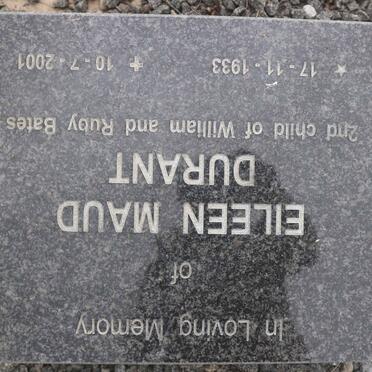 In Loving Memory
of
EILEEN MAUD
DURANT
2nd child of William and Ruby Bates
★ 17-11-1933 ✝ 10-7-2001